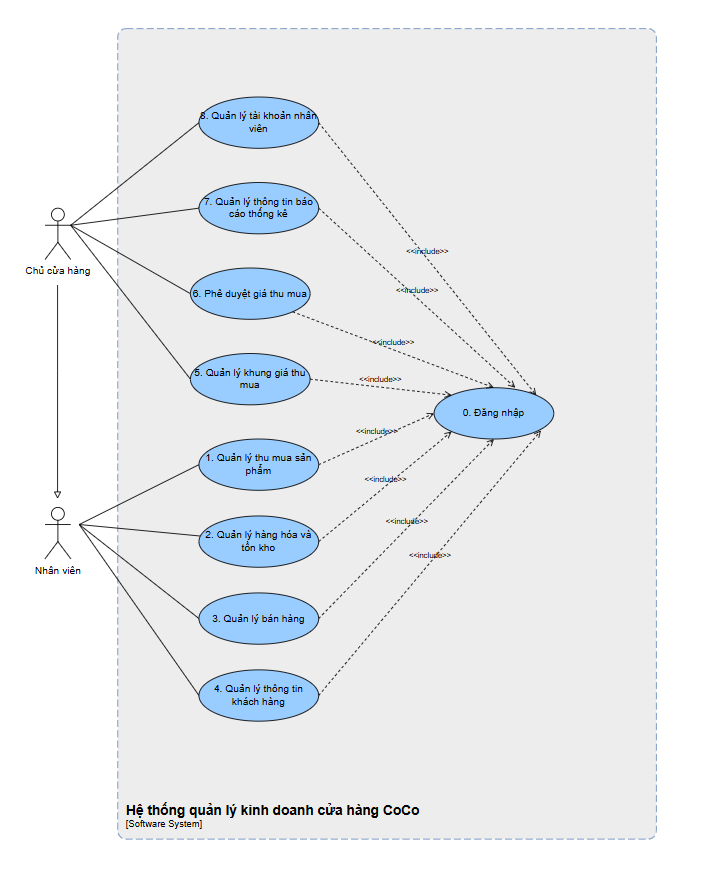 8. Quản lý tài khoản nhân
viên
7. Quản lý thông tin báo
cáo thống kê
<<include>>
<<include>>
Chủ cửa hàng
6. Phê duyệt giá thu mua
<<include>>
5. Quản lý khung giá thu
mua
<<include>>
0. Đăng nhập
<<include>>
1. Quản lý thu mua sản
phẩm
<<include>>
2. Quản lý hàng hóa và
tồn kho
<<include>>
<<include>>
Nhân viên
3. Quản lý bán hàng
4. Quản lý thông tin
khách hàng
Hệ thống quản lý kinh doanh cửa hàng CoCo
[Software System]